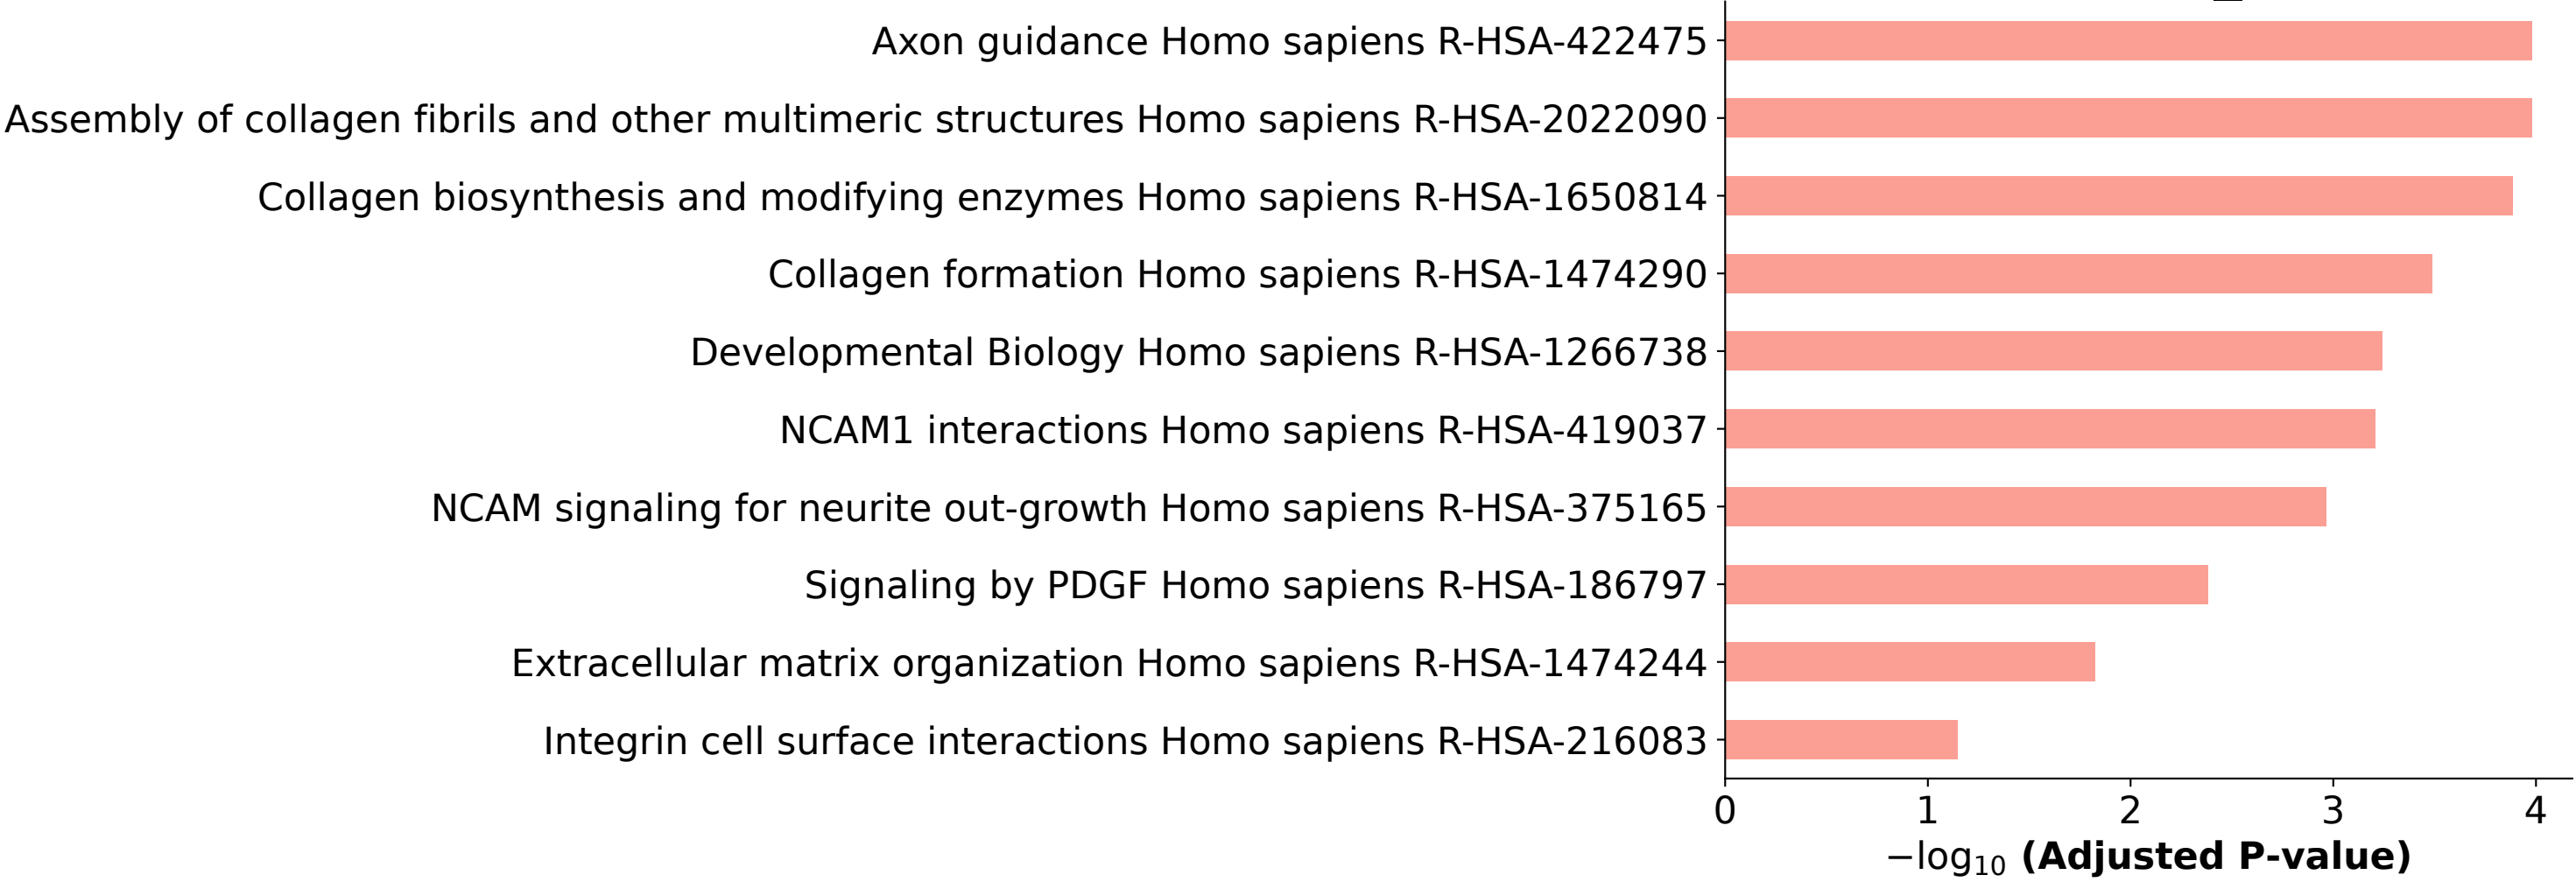 Axon guidance Homo sapiens R-HSA-422475
Assembly of collagen fibrils and other multimeric structures Homo sapiens R-HSA-2022090
Collagen biosynthesis and modifying enzymes Homo sapiens R-HSA-1650814
Collagen formation Homo sapiens R-HSA-1474290
Developmental Biology Homo sapiens R-HSA-1266738
NCAM1 interactions Homo sapiens R-HSA-419037
NCAM signaling for neurite out-growth Homo sapiens R-HSA-375165
Signaling by PDGF Homo sapiens R-HSA-186797
Extracellular matrix organization Homo sapiens R-HSA-1474244
Integrin cell surface interactions Homo sapiens R-HSA-216083
0 1 2 3 4
−log₁₀ (Adjusted P-value)